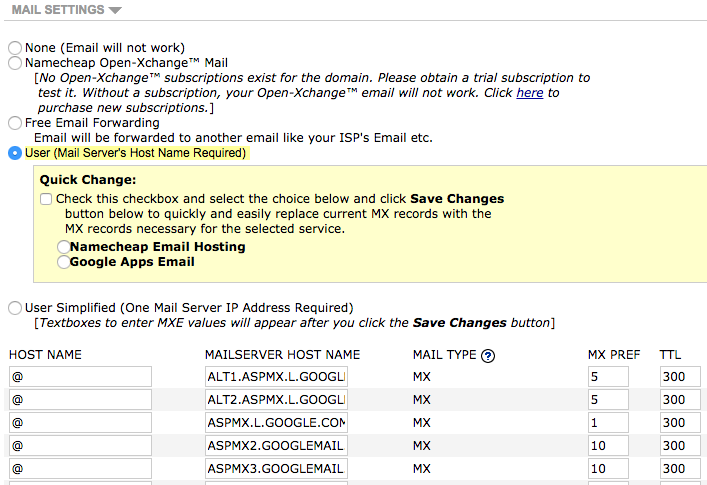 MAIL SETTINGS
None (Email will not work)
Namecheap Open-Xchange™ Mail
[No Open-Xchange™ subscriptions exist for the domain. Please obtain a trial subscription to
test it. Without a subscription, your Open-Xchange™ email will not work. Click here to
purchase new subscriptions.]
Free Email Forwarding
Email will be forwarded to another email like your ISP's Email etc.
User (Mail Server's Host Name Required)
Quick Change:
Check this checkbox and select the choice below and click Save Changes
button below to quickly and easily replace current MX records with the
MX records necessary for the selected service.
Namecheap Email Hosting
Google Apps Email
User Simplified (One Mail Server IP Address Required)
[Textboxes to enter MXE values will appear after you click the Save Changes button]
HOST NAME MAILSERVER HOST NAME MAIL TYPE ? MX PREF TTL
@ ALT1.ASPMX.L.GOOGL MX 5 300
@ ALT2.ASPMX.L.GOOGL MX 5 300
@ ASPMX.L.GOOGLE.COM MX 1 300
@ ASPMX2.GOOGLEMAIL MX 10 300
@ ASPMX3.GOOGLEMAIL MX 10 300